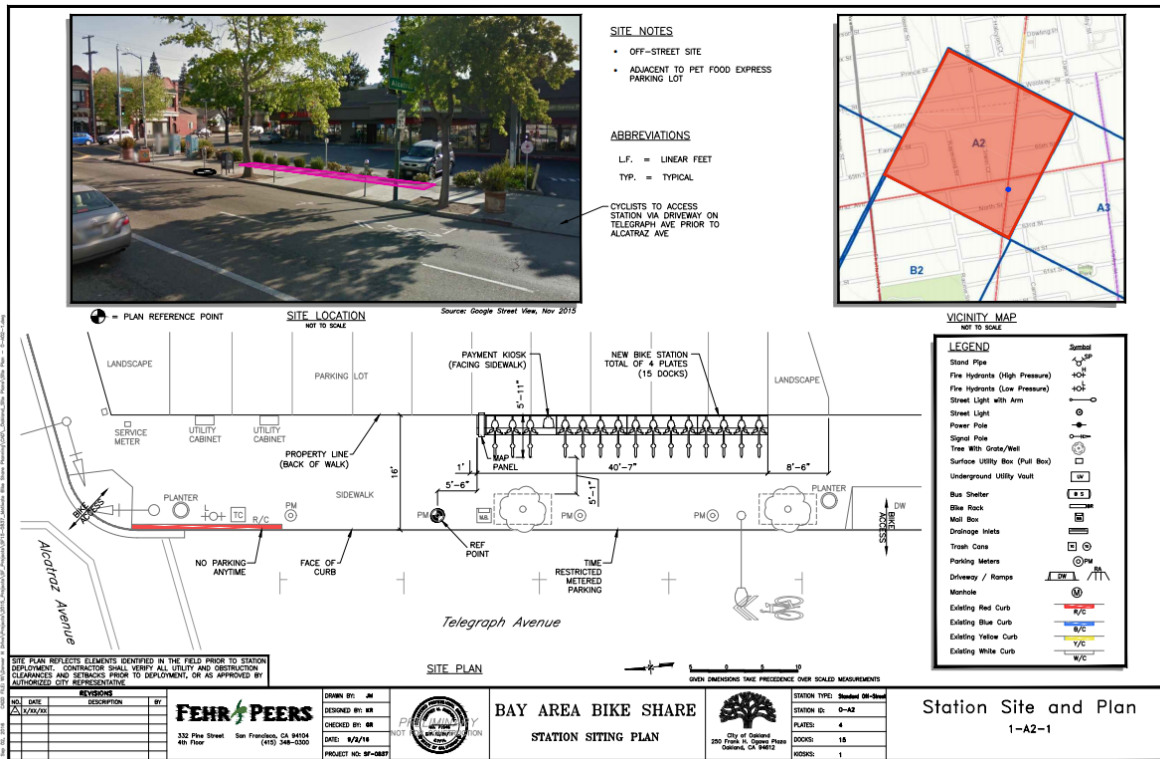 SITE NOTES
• OFF-STREET SITE
• ADJACENT TO PET FOOD EXPRESS
PARKING LOT
ABBREVIATIONS
L.F. = LINEAR FEET
TYP. = TYPICAL
CYCLISTS TO ACCESS
STATION VIA DRIVEWAY ON
TELEGRAPH AVE PRIOR TO
ALCATRAZ AVE
A2
A3
B2
= PLAN REFERENCE POINT
SITE LOCATION
NOT TO SCALE
Source: Google Street View, Nov 2015
VICINITY MAP
NOT TO SCALE
LANDSCAPE
PARKING LOT
PAYMENT KIOSK
(FACING SIDEWALK)
5'-11"
NEW BIKE STATION
TOTAL OF 4 PLATES
(15 DOCKS)
LANDSCAPE
SERVICE
METER
UTILITY
CABINET
UTILITY
CABINET
PROPERTY LINE
(BACK OF WALK)
16'
1'
MAP
PANEL
40'-7"
8'-6"
5'-6"
5'-1"
BIKE
ACCESS
PLANTER
TC
R/C
PM
SIDEWALK
PM
M.B.
PM
PM
PLANTER
DW
BIKE
ACCESS
NO PARKING
ANYTIME
FACE OF
CURB
REF
POINT
TIME
RESTRICTED
METERED
PARKING
Alcatraz Avenue
Telegraph Avenue
SITE PLAN
0 5 10
GIVEN DIMENSIONS TAKE PRECEDENCE OVER SCALED MEASUREMENTS
LEGEND
Symbol
Stand Pipe SP
Fire Hydrants (High Pressure) H
Fire Hydrants (Low Pressure) L
Street Light with Arm
Street Light
Power Pole
Signal Pole
Tree With Grate/Well
Surface Utility Box (Pull Box)
Underground Utility Vault UV
Bus Shelter B S
Bike Rack BR
Mail Box
Drainage Inlets
Trash Cans
Parking Meters PM
Driveway / Ramps DW RA
Manhole M
Existing Red Curb R/C
Existing Blue Curb B/C
Existing Yellow Curb Y/C
Existing White Curb W/C
SITE PLAN REFLECTS ELEMENTS IDENTIFIED IN THE FIELD PRIOR TO STATION
DEPLOYMENT. CONTRACTOR SHALL VERIFY ALL UTILITY AND OBSTRUCTION
CLEARANCES AND SETBACKS PRIOR TO DEPLOYMENT, OR AS APPROVED BY
AUTHORIZED CITY REPRESENTATIVE
REVISIONS
NO. DATE DESCRIPTION BY
X/XX/XX
FEHR PEERS
332 Pine Street San Francisco, CA 94104
4th Floor (415) 348-0300
DRAWN BY: JM
DESIGNED BY: KR
CHECKED BY: GR
DATE: 9/2/16
PROJECT NO: SF-0837
PRELIMINARY
NOT FOR CONSTRUCTION
BAY AREA BIKE SHARE
STATION SITING PLAN
City of Oakland
250 Frank H. Ogawa Plaza
Oakland, CA 94612
STATION TYPE: Standard Off-Street
STATION ID: O-A2
PLATES: 4
DOCKS: 15
KIOSKS: 1
Station Site and Plan
1-A2-1